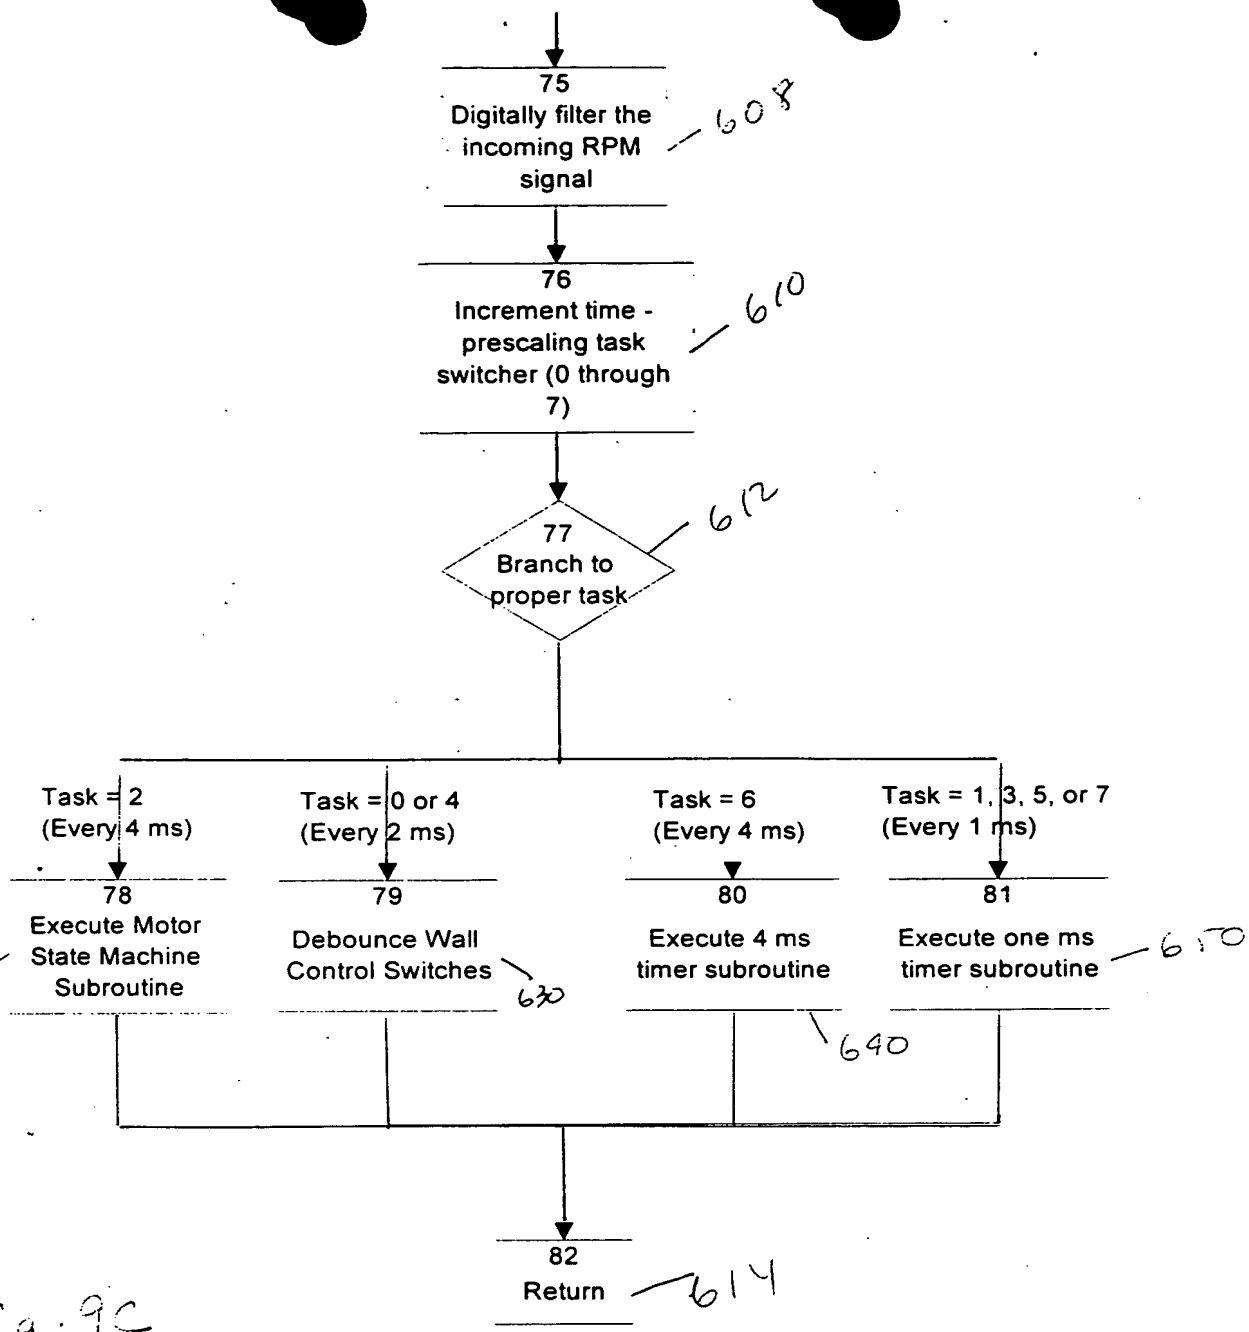 75
Digitally filter the
incoming RPM
signal
608
76
Increment time -
prescaling task
switcher (0 through
7)
610
77
Branch to
proper task
612
Task = 2
(Every 4 ms)
Task = 0 or 4
(Every 2 ms)
Task = 6
(Every 4 ms)
Task = 1, 3, 5, or 7
(Every 1 ms)
78
Execute Motor
State Machine
Subroutine
79
Debounce Wall
Control Switches
630
80
Execute 4 ms
timer subroutine
640
81
Execute one ms
timer subroutine
650
82
Return
614
9C